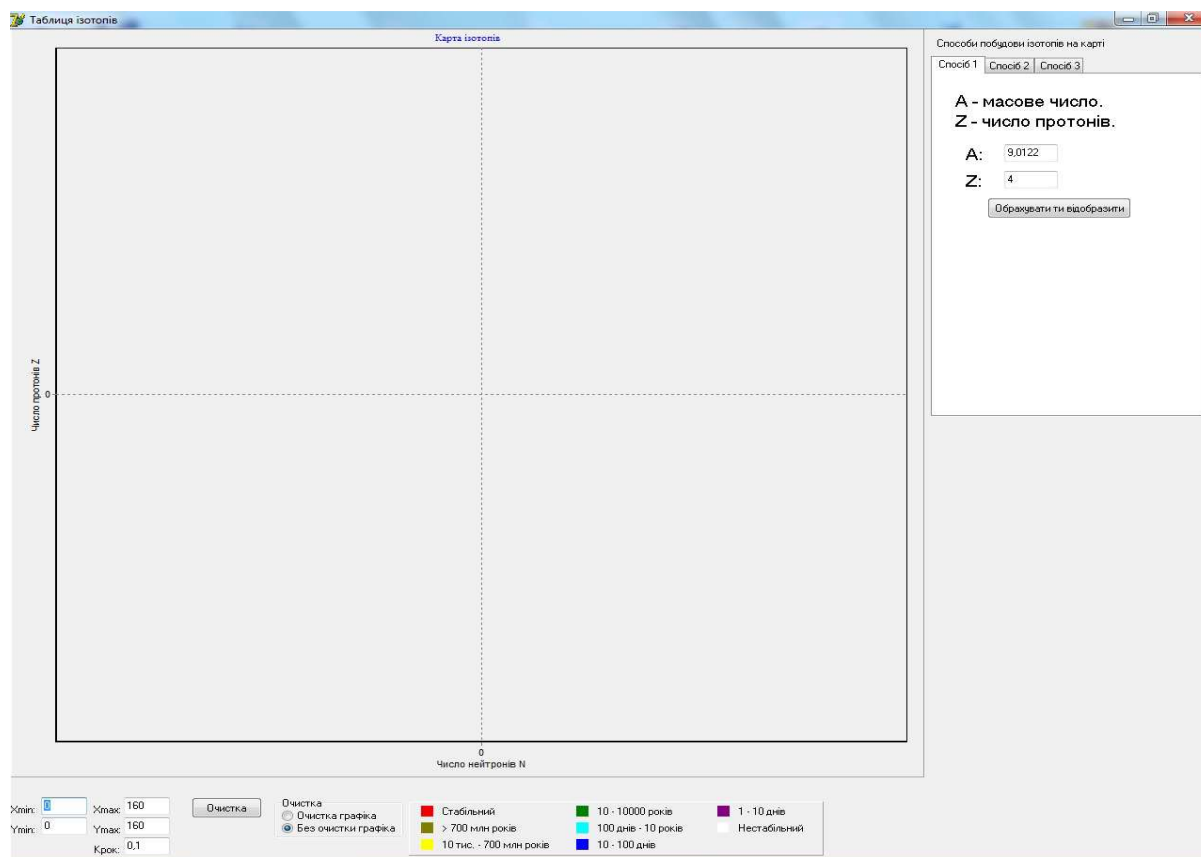 Таблиця ізотопів
Карта ізотопів
Число протонів Z
0
0
Число нейтронів N
Способи побудови ізотопів на карті
Спосіб 1 Спосіб 2 Спосіб 3
A - масове число.
Z - число протонів.
A: 9,0122
Z: 4
Обрахувати ти відобразити
Xmin: 0 Xmax: 160
Ymin: 0 Ymax: 160
Крок: 0,1
Очистка
Очистка
Очистка графіка
Без очистки графіка
Стабільний
> 700 млн років
10 тис. - 700 млн років
10 - 10000 років
100 днів - 10 років
10 - 100 днів
1 - 10 днів
Нестабільний